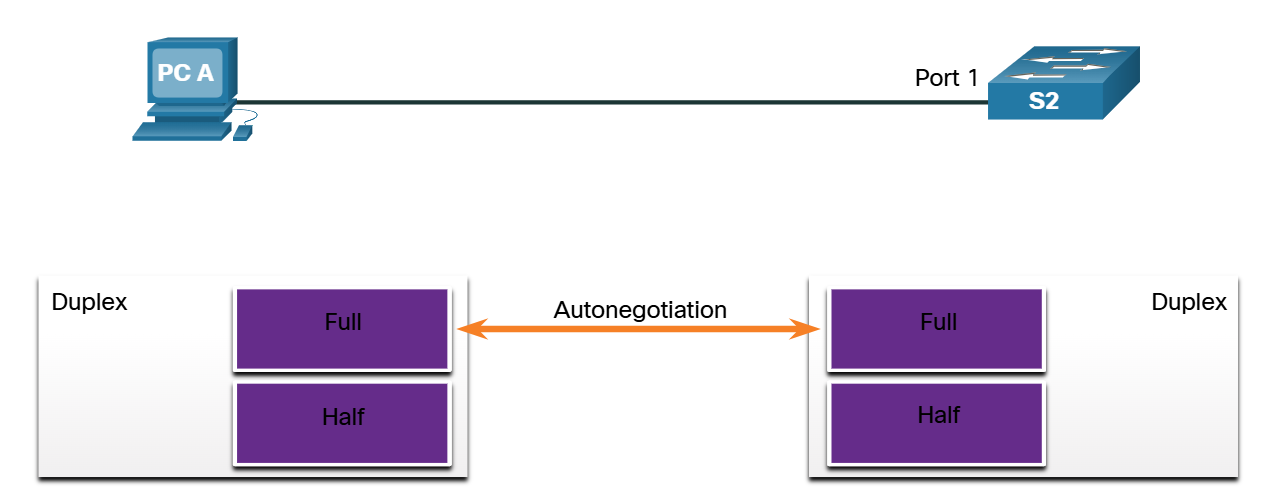 PC A
Port 1
S2
Duplex
Full
Autonegotiation
Full
Duplex
Half
Half